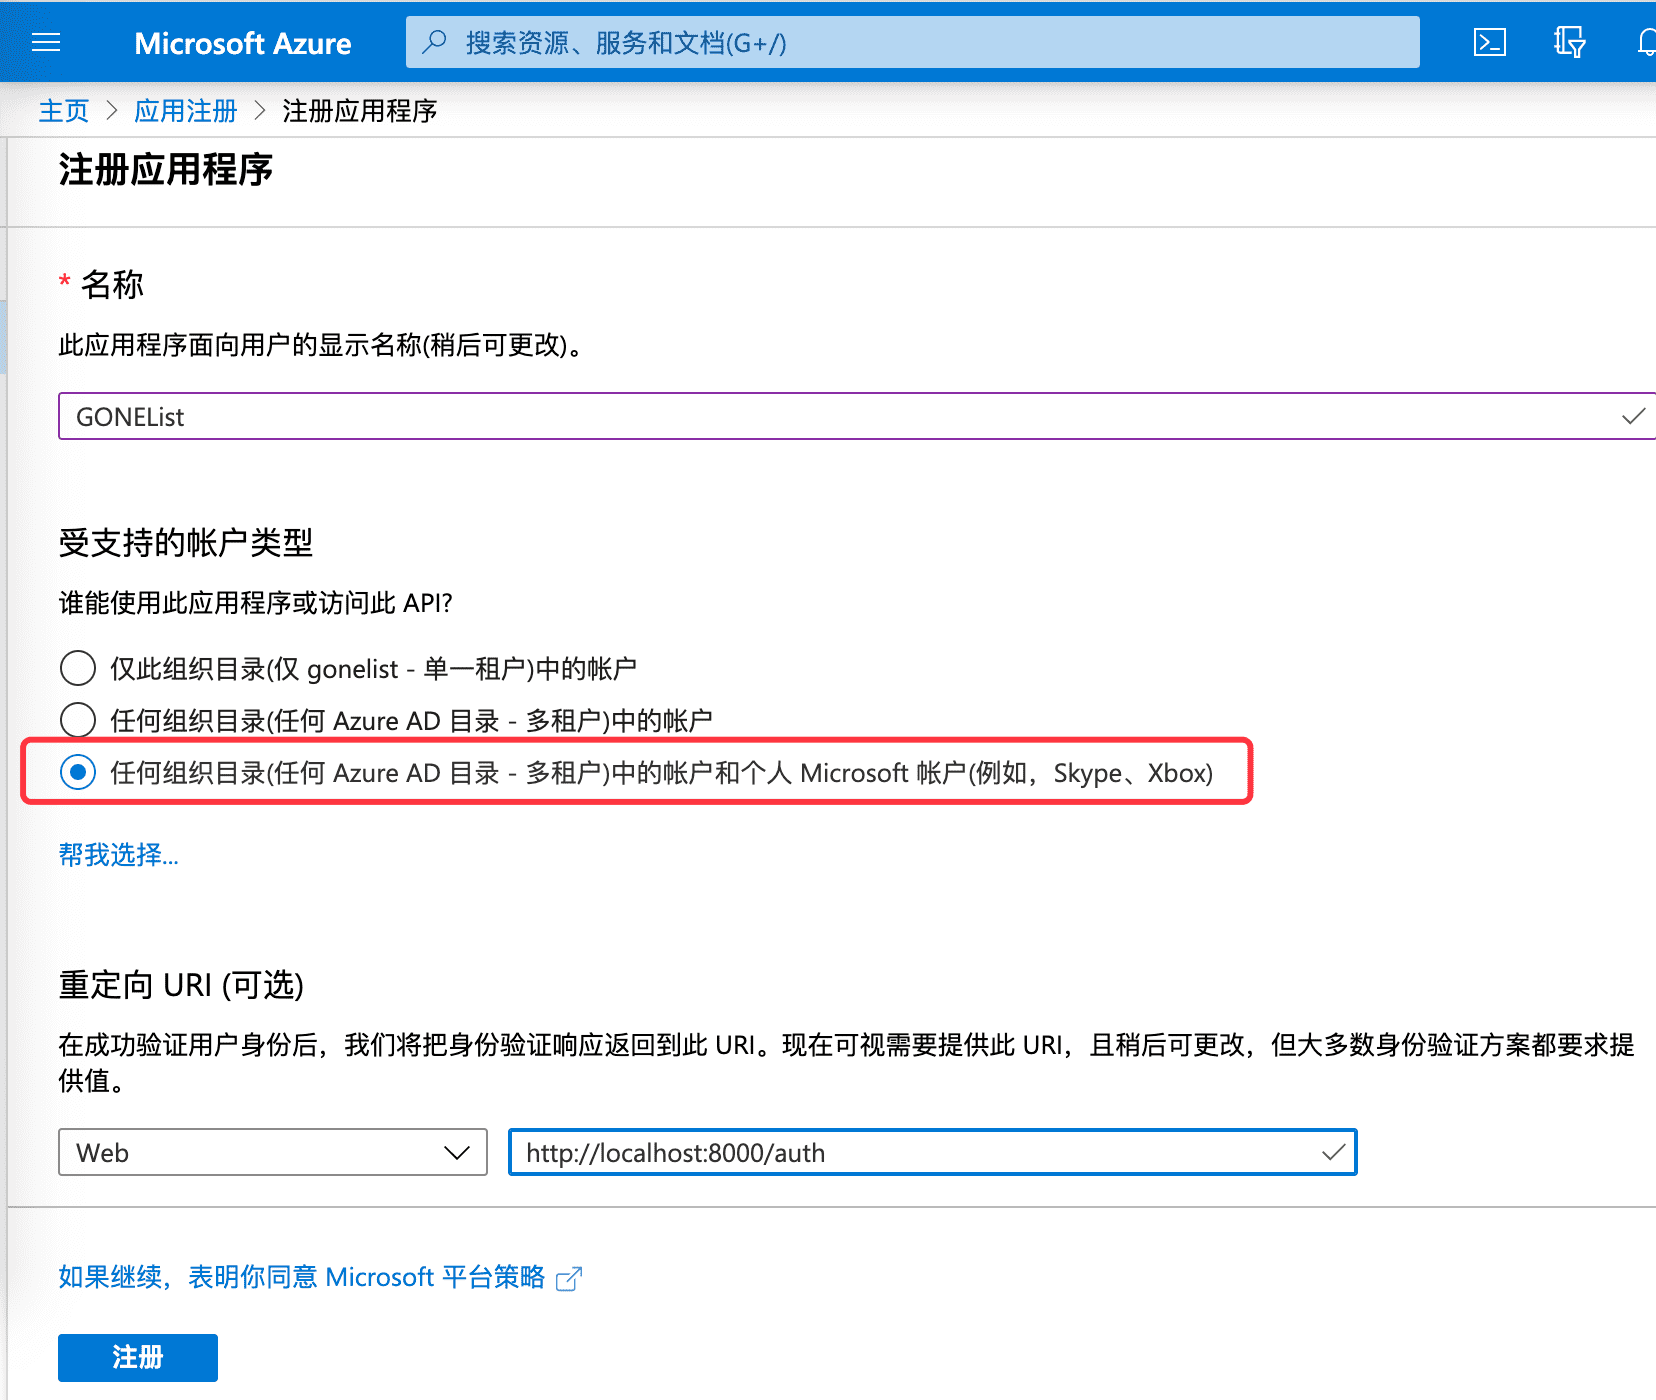 Microsoft Azure
搜索资源、服务和文档(G+/)
主页 > 应用注册 > 注册应用程序
注册应用程序
* 名称
此应用程序面向用户的显示名称(稍后可更改)。
GONEList
受支持的帐户类型
谁能使用此应用程序或访问此 API?
仅此组织目录(仅 gonelist - 单一租户)中的帐户
任何组织目录(任何 Azure AD 目录 - 多租户)中的帐户
任何组织目录(任何 Azure AD 目录 - 多租户)中的帐户和个人 Microsoft 帐户(例如，Skype、Xbox)
帮我选择...
重定向 URI (可选)
在成功验证用户身份后，我们将把身份验证响应返回到此 URI。现在可视需要提供此 URI，且稍后可更改，但大多数身份验证方案都要求提
供值。
Web
http://localhost:8000/auth
如果继续，表明你同意 Microsoft 平台策略
注册